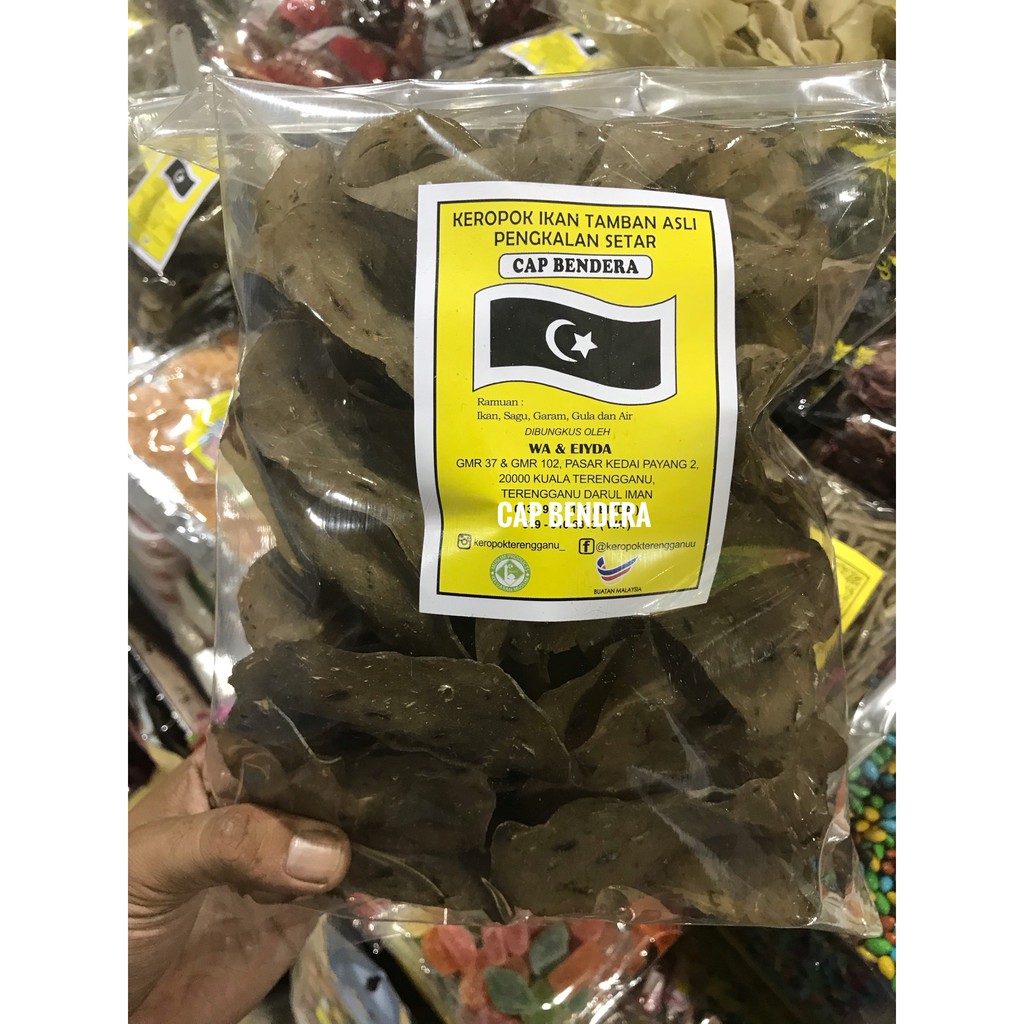 KEROPOK IKAN TAMBAN ASLI
PENGKALAN SETAR
CAP BENDERA
Ramuan :
Ikan, Sagu, Garam, Gula dan Air
DIBUNGKUS OLEH
WA & EIYDA
GMR 37 & GMR 102, PASAR KEDAI PAYANG 2,
20000 KUALA TERENGGANU,
TERENGGANU DARUL IMAN
CAP BENDERA
keropokterengganu_
@keropokterengganuu
BUATAN MALAYSIA